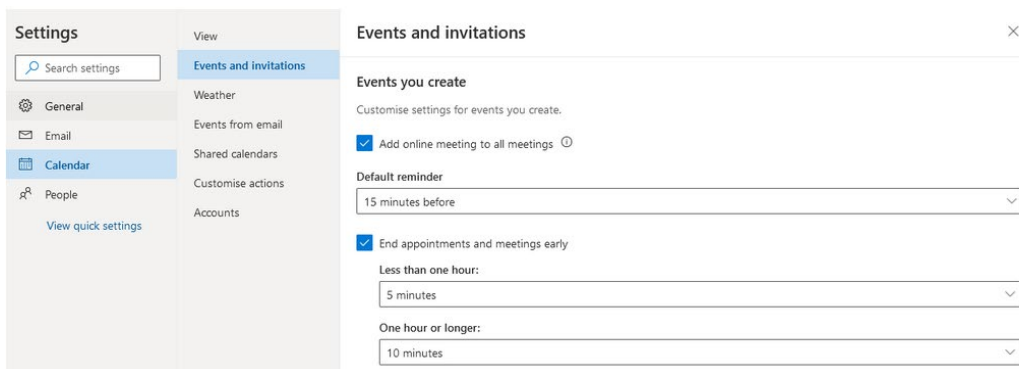 Settings
Search settings
General
Email
Calendar
People
View quick settings
View
Events and invitations
Weather
Events from email
Shared calendars
Customise actions
Accounts
Events and invitations
Events you create
Customise settings for events you create.
Add online meeting to all meetings
Default reminder
15 minutes before
End appointments and meetings early
Less than one hour:
5 minutes
One hour or longer:
10 minutes